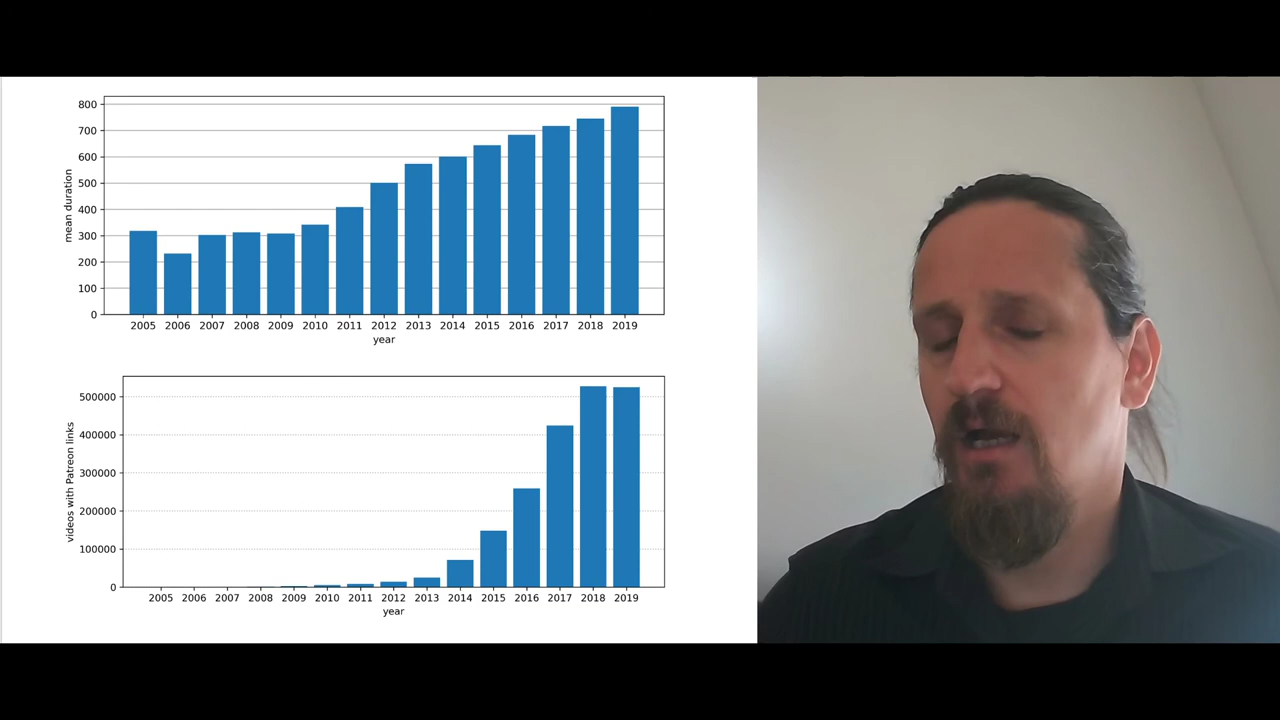 800
700
600
500
400
300
200
100
0
mean duration
2005 2006 2007 2008 2009 2010 2011 2012 2013 2014 2015 2016 2017 2018 2019
year
500000
400000
300000
200000
100000
0
videos with Patreon links
2005 2006 2007 2008 2009 2010 2011 2012 2013 2014 2015 2016 2017 2018 2019
year